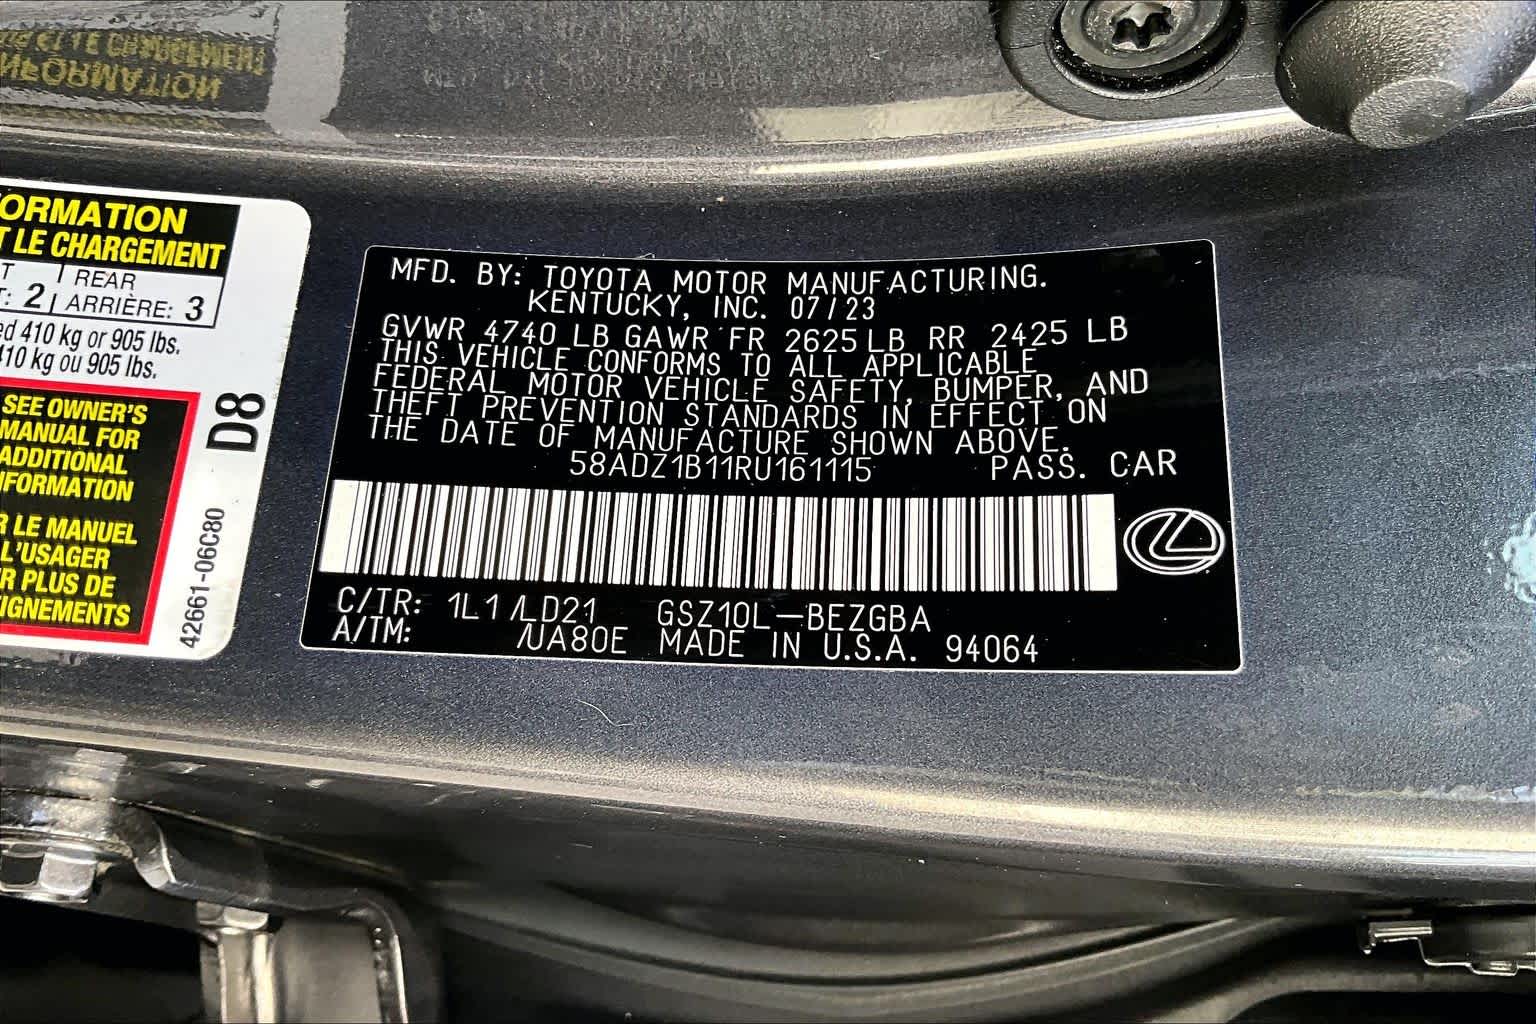 ORMATION
T LE CHARGEMENT
T | REAR
T: 2 | ARRIÈRE: 3
ed 410 kg or 905 lbs.
410 kg ou 905 lbs.
SEE OWNER'S
MANUAL FOR
ADDITIONAL
NFORMATION
R LE MANUEL
L'USAGER
R PLUS DE
EIGNEMENTS
D8
42661-06C80
MFD. BY: TOYOTA MOTOR MANUFACTURING.
KENTUCKY, INC. 07/23
GVWR 4740 LB GAWR FR 2625 LB RR 2425 LB
THIS VEHICLE CONFORMS TO ALL APPLICABLE
FEDERAL MOTOR VEHICLE SAFETY, BUMPER, AND
THEFT PREVENTION STANDARDS IN EFFECT ON
THE DATE OF MANUFACTURE SHOWN ABOVE.
58ADZ1B11RU161115 PASS. CAR
C/TR: 1L1 /LD21 GSZ10L-BEZGBA
A/TM: /UA80E MADE IN U.S.A. 94064